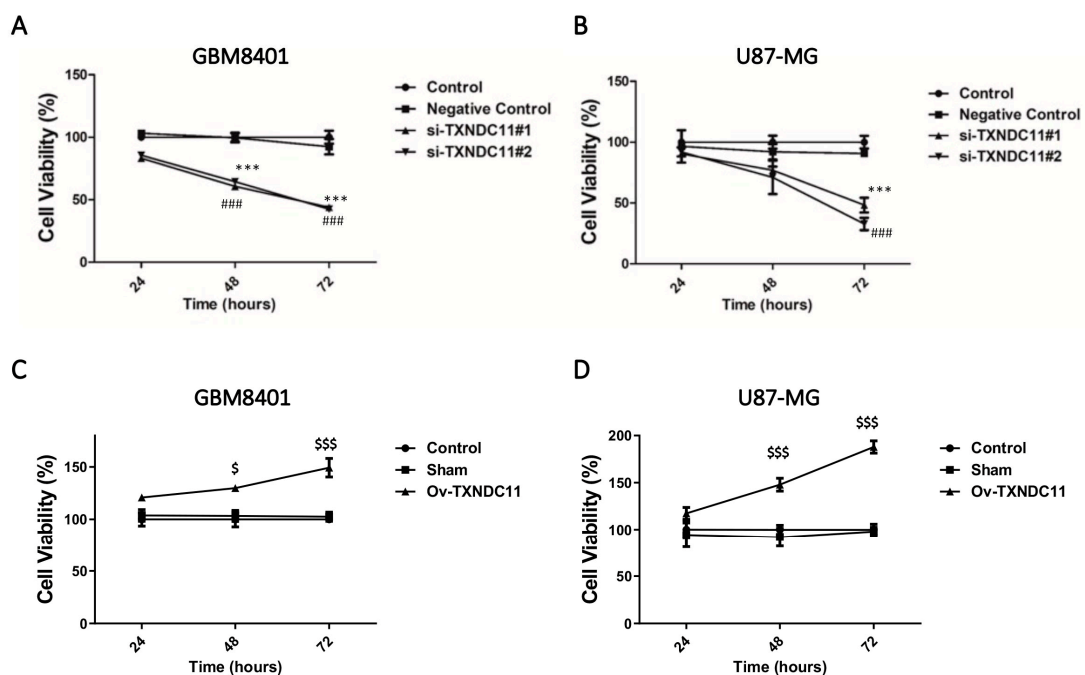 A
GBM8401
Cell Viability (%)
150
100
50
0
24
48
72
Time (hours)
***
###
***
###
Control
Negative Control
si-TXNDC11#1
si-TXNDC11#2
B
U87-MG
Cell Viability (%)
150
100
50
0
24
48
72
Time (hours)
***
###
Control
Negative Control
si-TXNDC11#1
si-TXNDC11#2
C
GBM8401
Cell Viability (%)
150
100
50
0
24
48
72
Time (hours)
$
$$$
Control
Sham
Ov-TXNDC11
D
U87-MG
Cell Viability (%)
200
150
100
50
0
24
48
72
Time (hours)
$$$
$$$
Control
Sham
Ov-TXNDC11